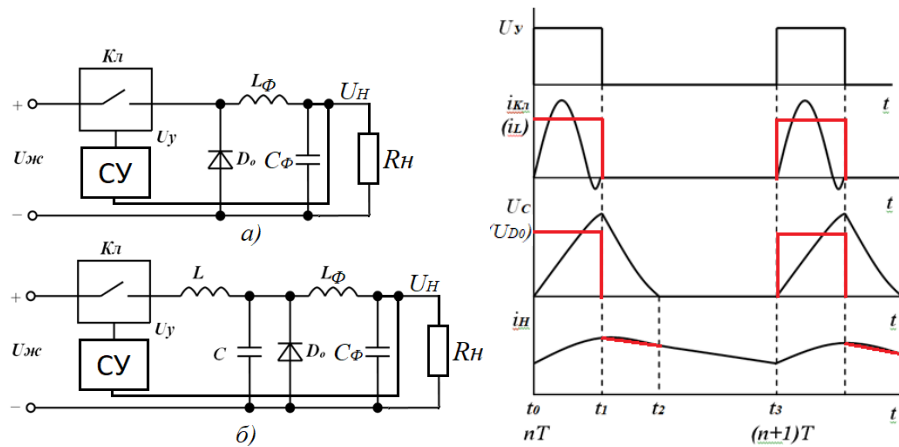 Кл
+
Uж
−
Uу
СУ
LФ
UН
Dо
CФ
RН
а)
Кл
+
Uж
−
Uу
СУ
L
C
LФ
UН
Dо
CФ
RН
б)
Uу
t
iКл
(iL)
t
UС
(UD0)
t
iН
t
t0 t1 t2 t3
nT (n+1)T